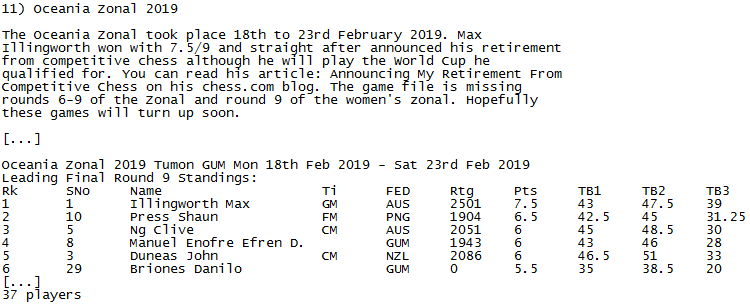 11) Oceania Zonal 2019
The Oceania Zonal took place 18th to 23rd February 2019. Max
Illingworth won with 7.5/9 and straight after announced his retirement
from competitive chess although he will play the World Cup he
qualified for. You can read his article: Announcing My Retirement From
Competitive Chess on his chess.com blog. The game file is missing
rounds 6-9 of the Zonal and round 9 of the women's zonal. Hopefully
these games will turn up soon.
[...]
Oceania Zonal 2019 Tumon GUM Mon 18th Feb 2019 - Sat 23rd Feb 2019
Leading Final Round 9 Standings:
Rk SNo Name Ti FED Rtg Pts TB1 TB2 TB3
1 1 Illingworth Max GM AUS 2501 7.5 43 47.5 39
2 10 Press Shaun FM PNG 1904 6.5 42.5 45 31.25
3 5 Ng Clive CM AUS 2051 6 45 48.5 30
4 8 Manuel Enofre Efren D. GUM 1943 6 43 46 28
5 3 Duneas John CM NZL 2086 6 46.5 51 33
6 29 Briones Danilo GUM 0 5.5 35 38.5 20
[...]
37 players